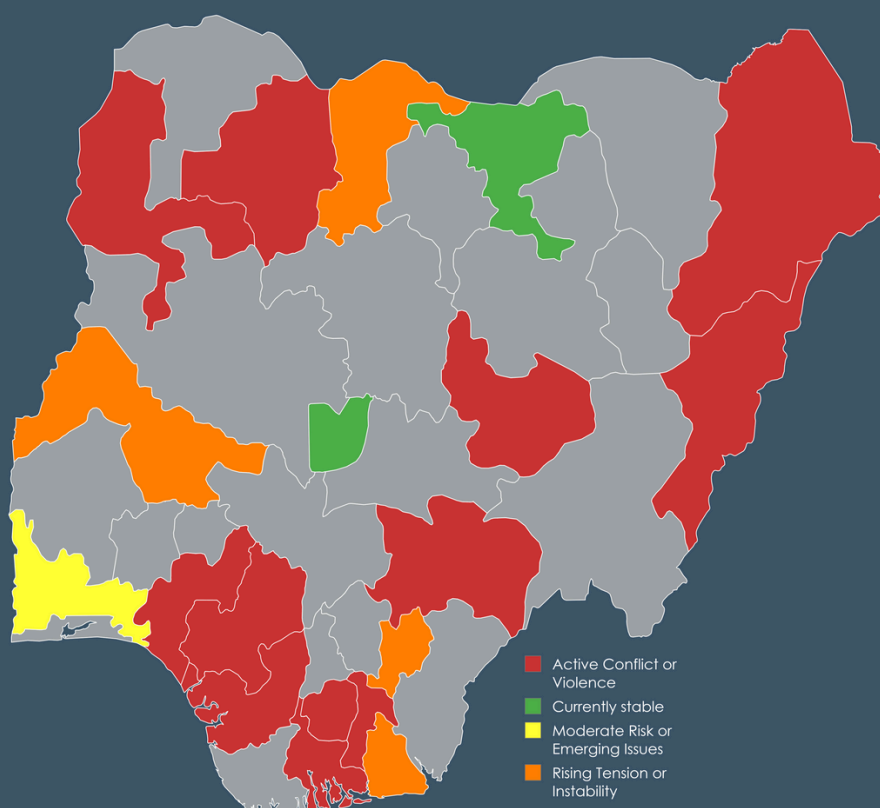 Active Conflict or
Violence
Currently stable
Moderate Risk or
Emerging Issues
Rising Tension or
Instability